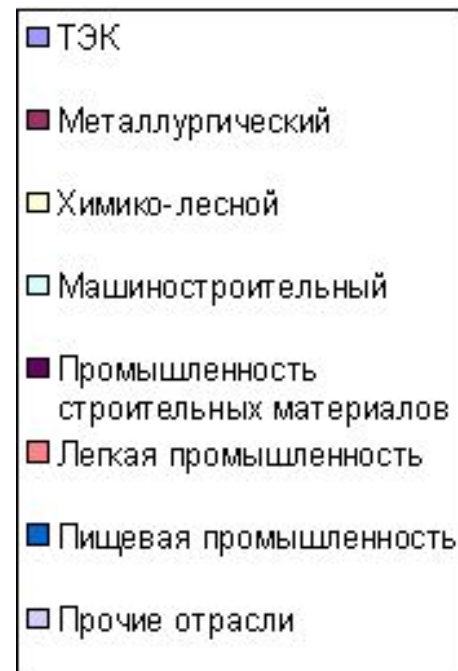 ТЭК
Металлургический
Химико-лесной
Машиностроительный
Промышленность
строительных материалов
Легкая промышленность
Пищевая промышленность
Прочие отрасли